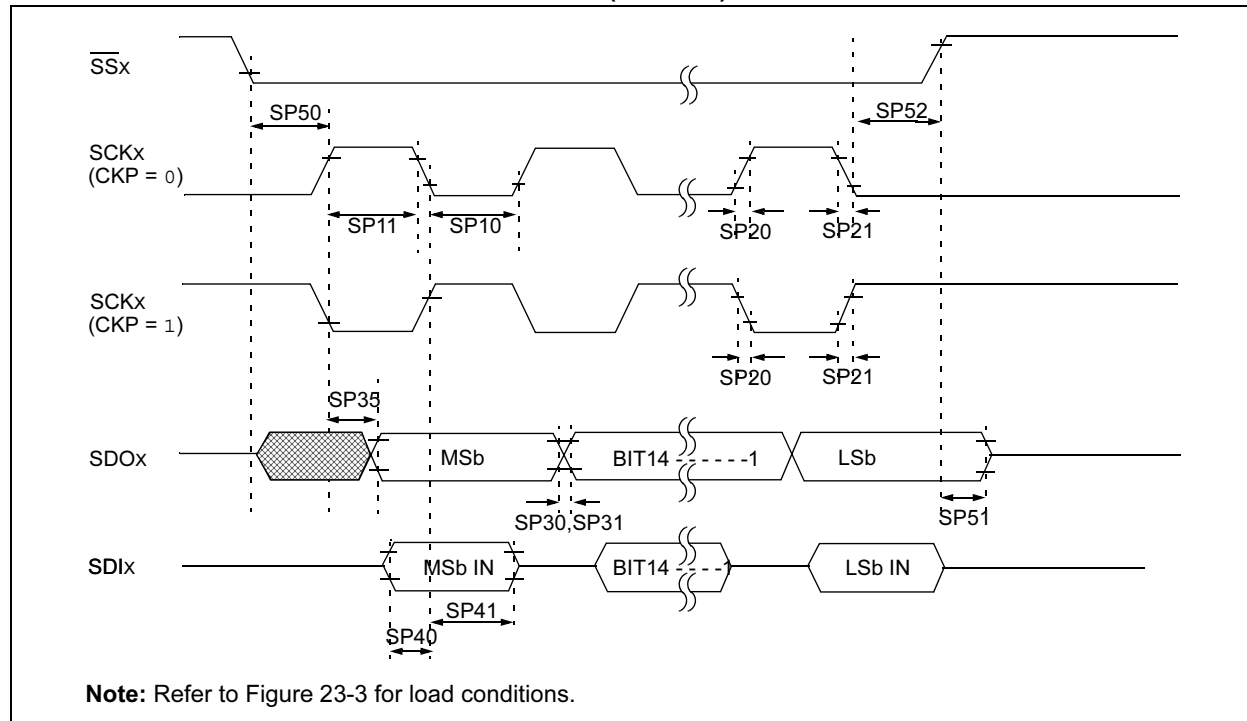 SSx
SP50
SP52
SCKx
(CKP = 0)
SP11
SP10
SP20
SP21
SCKx
(CKP = 1)
SP20
SP21
SP35
SDOx
MSb
BIT14 - - - - - -1
LSb
SP30,SP31
SP51
SDIx
MSb IN
BIT14 - - - -1
LSb IN
SP41
SP40
Note: Refer to Figure 23-3 for load conditions.